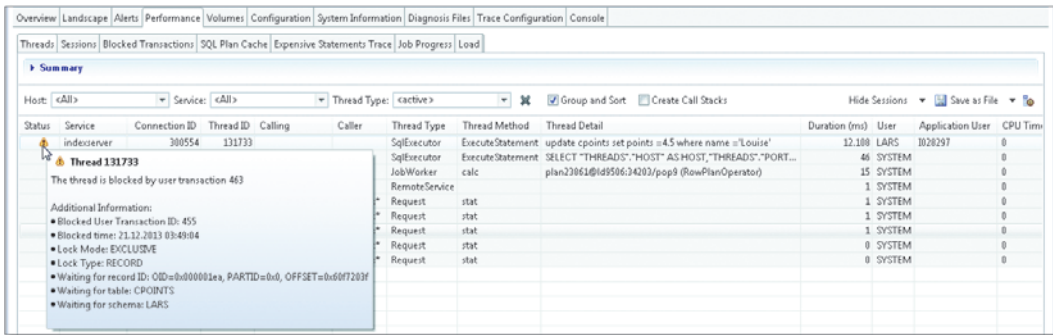 Overview Landscape Alerts Performance Volumes Configuration System Information Diagnosis Files Trace Configuration Console
Threads Sessions Blocked Transactions SQL Plan Cache Expensive Statements Trace Job Progress Load
Summary
Host: <All> Service: <All> Thread Type: <active> Group and Sort Create Call Stacks Hide Sessions Save as File
Status Service Connection ID Thread ID Calling Caller Thread Type Thread Method Thread Detail Duration (ms) User Application User CPU Time
indexserver 300554 131733 SqlExecutor ExecuteStatement update cpoints set points =4.5 where name ='Louise' 12.108 LARS I028297 0
SqlExecutor ExecuteStatement SELECT "THREADS"."HOST" AS HOST,"THREADS"."PORT... 46 SYSTEM 0
JobWorker calc plan23061@ld9506:34203/pop9 (RowPlanOperator) 15 SYSTEM 0
RemoteService 1 SYSTEM 0
Request stat 1 SYSTEM 0
Request stat 1 SYSTEM 0
Request stat 1 SYSTEM 0
Request stat 0 SYSTEM 0
Request stat 0 SYSTEM 0
Thread 131733
The thread is blocked by user transaction 463
Additional Information:
• Blocked User Transaction ID: 455
• Blocked time: 21.12.2013 03:49:04
• Lock Mode: EXCLUSIVE
• Lock Type: RECORD
• Waiting for record ID: OID=0x000001ea, PARTID=0x0, OFFSET=0x60f7203f
• Waiting for table: CPOINTS
• Waiting for schema: LARS